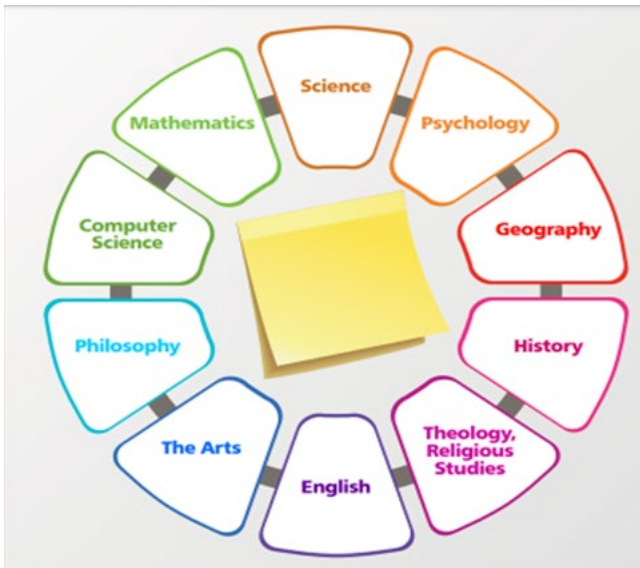 Science
Psychology
Geography
History
Theology,
Religious
Studies
English
The Arts
Philosophy
Computer
Science
Mathematics